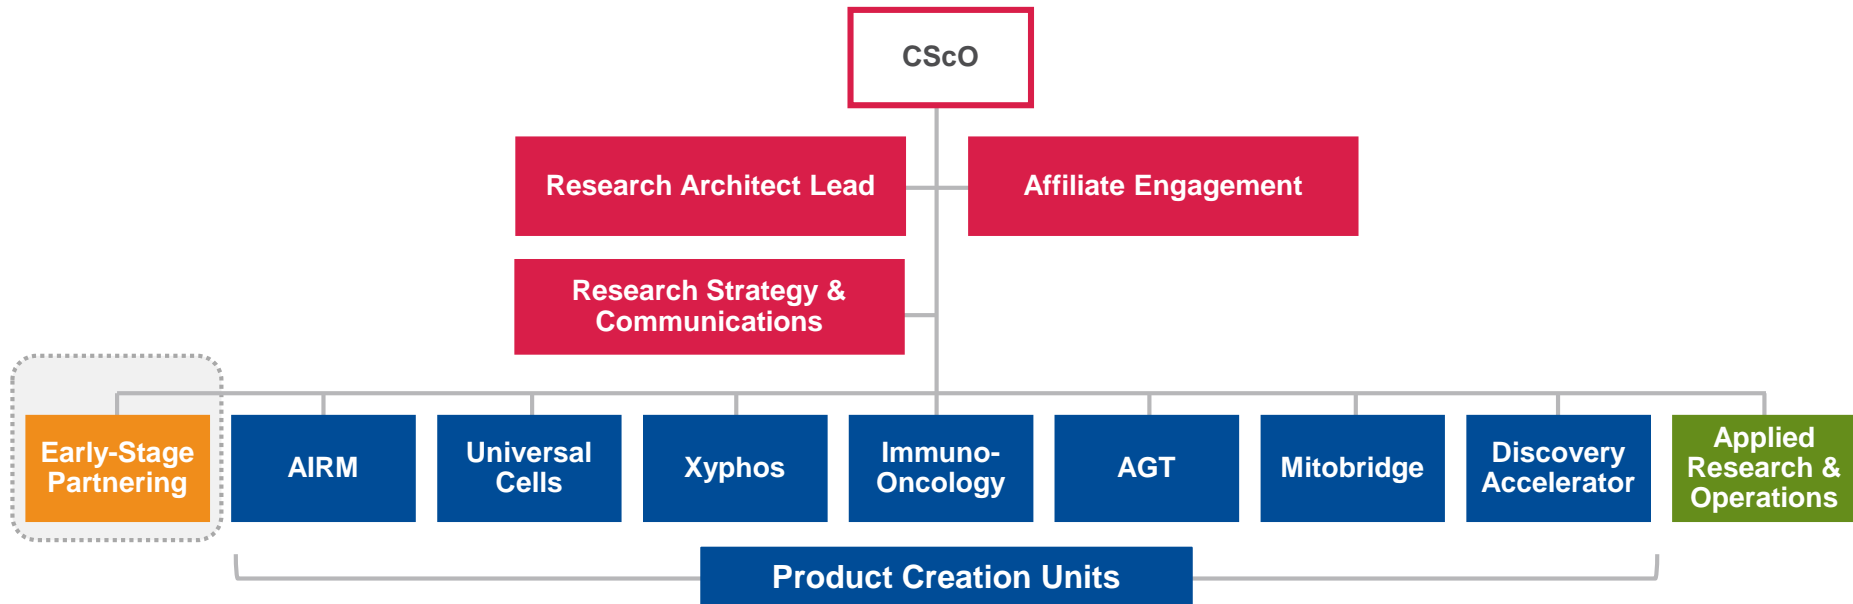 CScO
Research Architect Lead
Affiliate Engagement
Research Strategy &
Communications
Early-Stage
Partnering
AIRM
Universal
Cells
Xyphos
Immuno-
Oncology
AGT
Mitobridge
Discovery
Accelerator
Applied
Research &
Operations
Product Creation Units